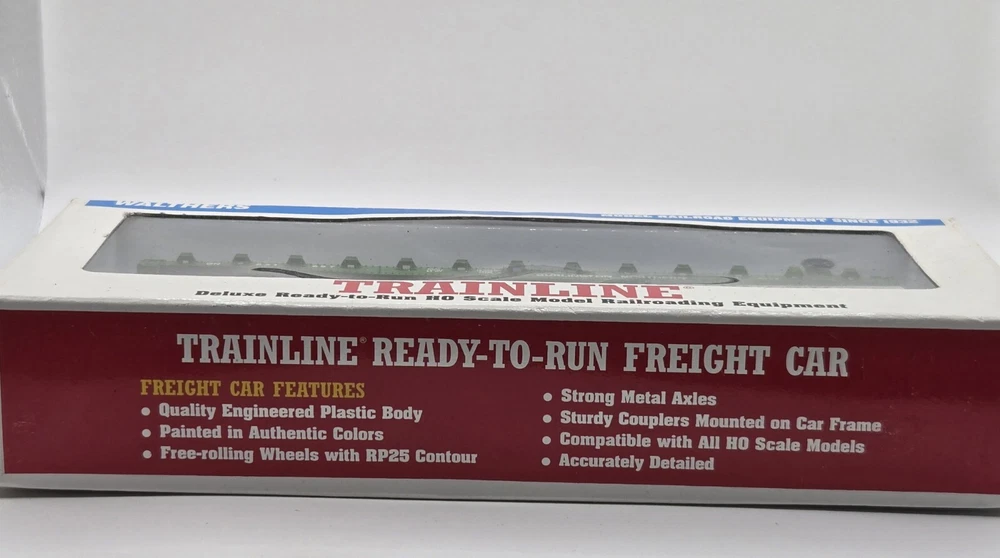 WALTHERS
MODEL RAILROAD EQUIPMENT SINCE 1932
TRAINLINE®
Deluxe Ready-to-Run HO Scale Model Railroading Equipment
TRAINLINE® READY-TO-RUN FREIGHT CAR
FREIGHT CAR FEATURES
• Quality Engineered Plastic Body
• Painted in Authentic Colors
• Free-rolling Wheels with RP25 Contour
• Strong Metal Axles
• Sturdy Couplers Mounted on Car Frame
• Compatible with All HO Scale Models
• Accurately Detailed